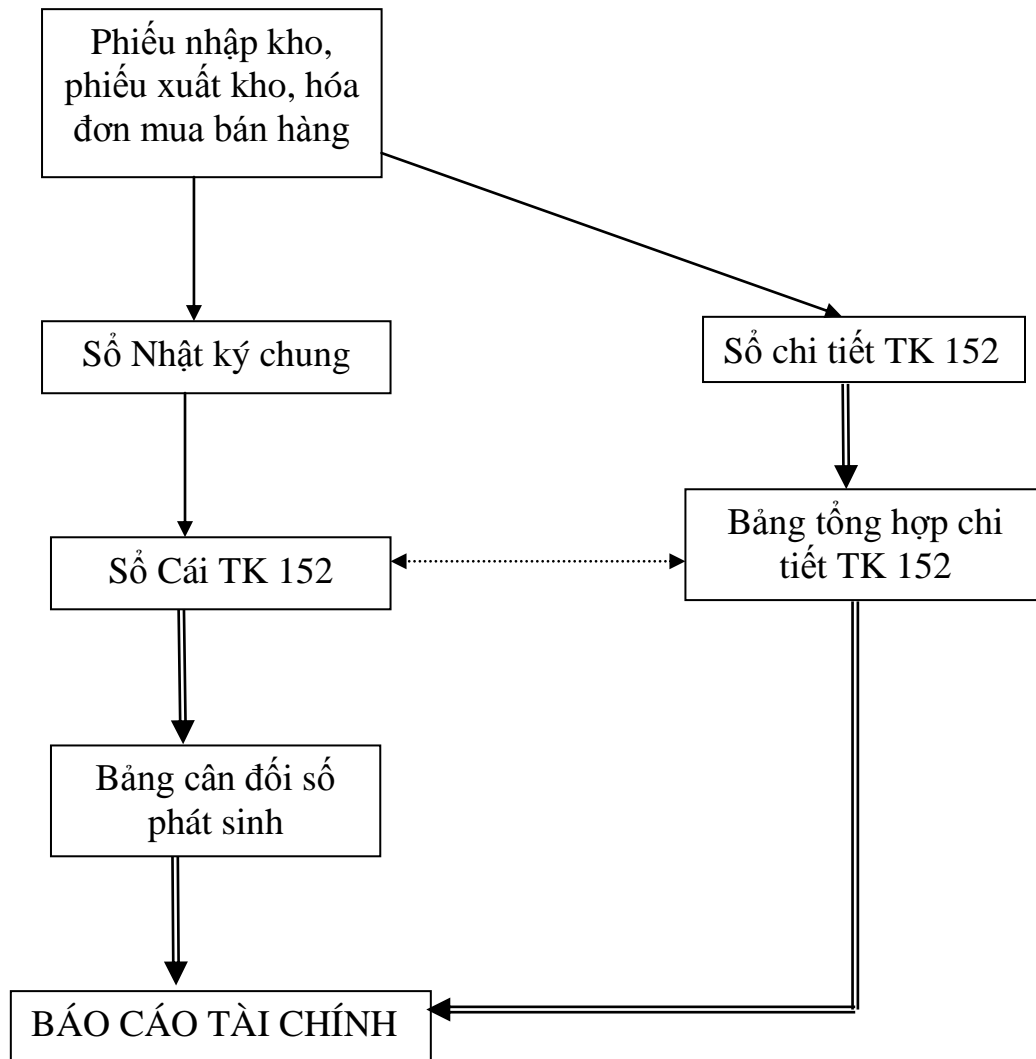 Phiếu nhập kho,
phiếu xuất kho, hóa
đơn mua bán hàng
Sổ Nhật ký chung
Sổ chi tiết TK 152
Bảng tổng hợp chi
tiết TK 152
Sổ Cái TK 152
Bảng cân đối số
phát sinh
BÁO CÁO TÀI CHÍNH